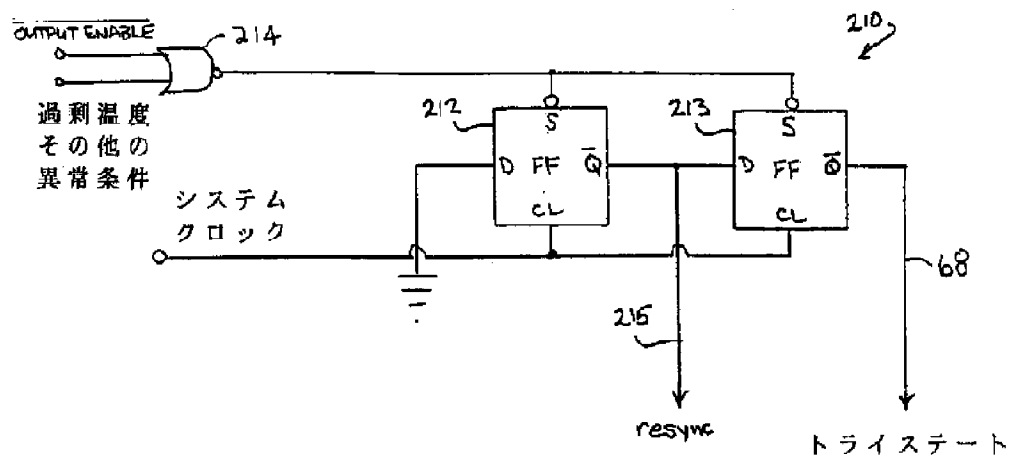 OUTPUT ENABLE
214
210
過剰温度
その他の
異常条件
212
S
D FF Q̅
CL
213
S
D FF Q̅
CL
システム
クロック
68
215
resync
トライステート